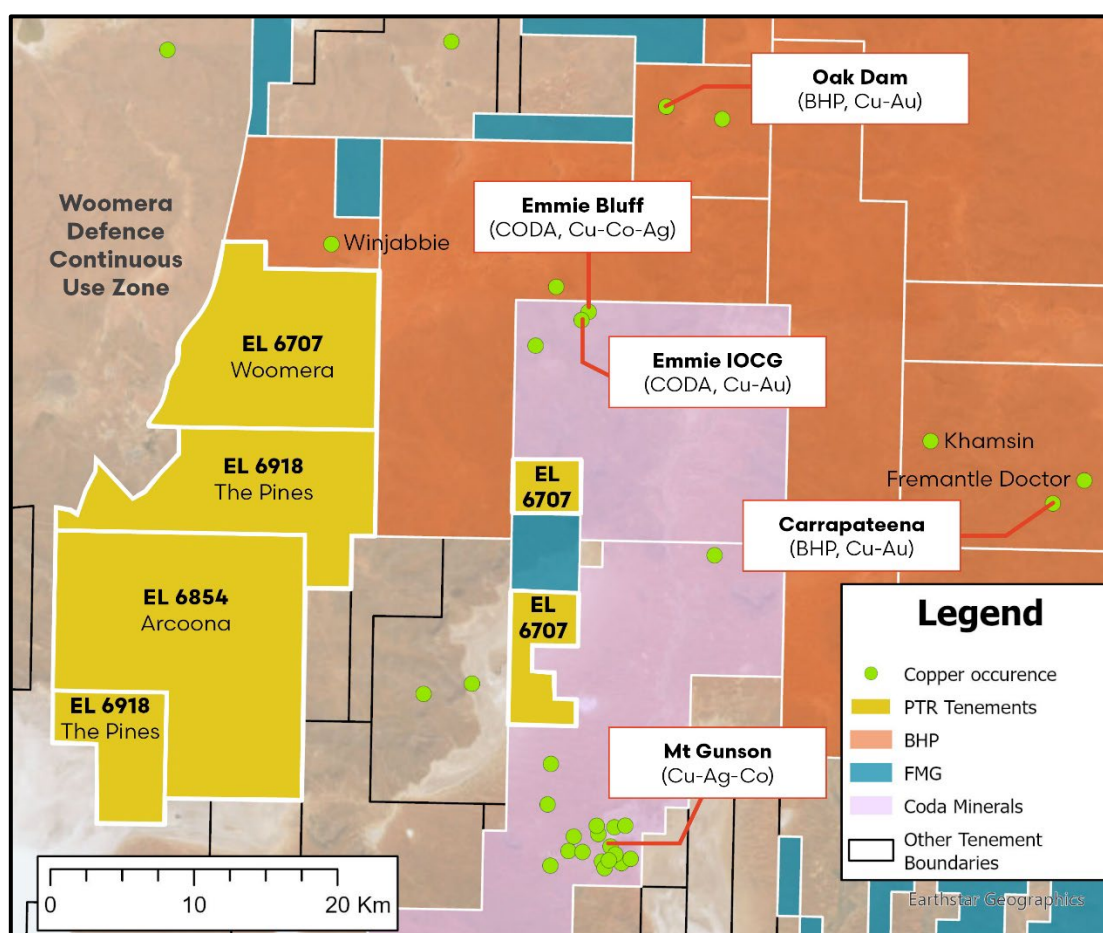 Oak Dam
(BHP, Cu-Au)
Woomera
Defence
Continuous
Use Zone
Emmie Bluff
(CODA, Cu-Co-Ag)
Winjabbie
EL 6707
Woomera
Emmie IOCG
(CODA, Cu-Au)
EL 6918
The Pines
EL
6707
Khamsin
Fremantle Doctor
Carrapateena
(BHP, Cu-Au)
EL 6854
Arcoona
EL
6707
EL 6918
The Pines
Mt Gunson
(Cu-Ag-Co)
Legend
Copper occurence
PTR Tenements
BHP
FMG
Coda Minerals
Other Tenement
Boundaries
0 10 20 Km
Earthstar Geographics